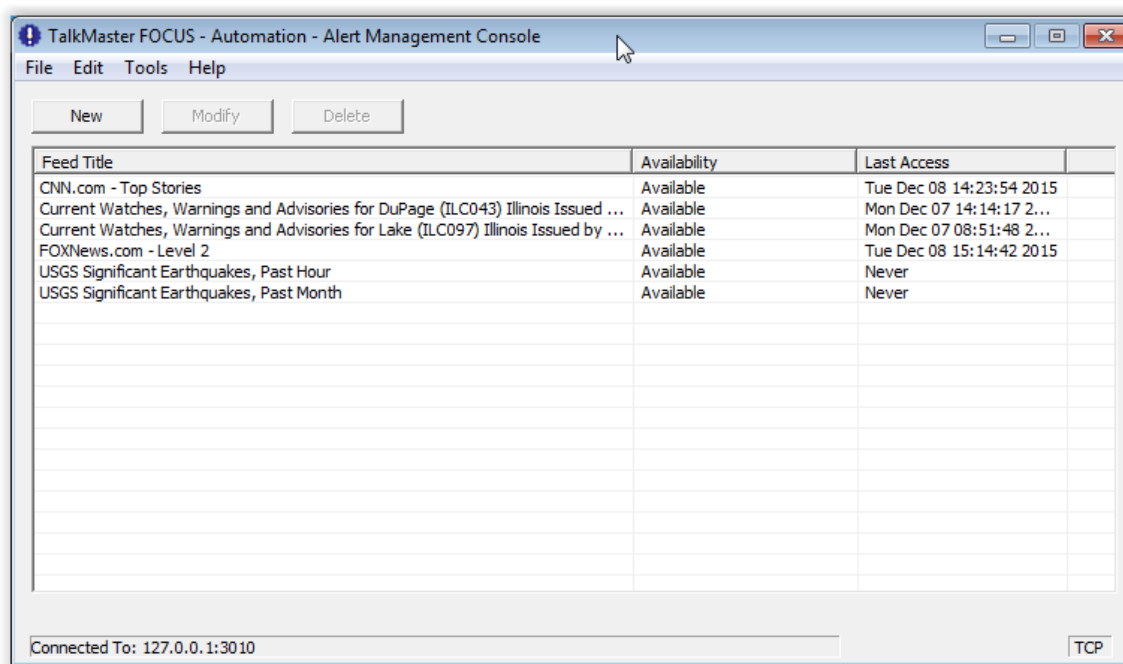 TalkMaster FOCUS - Automation - Alert Management Console
File Edit Tools Help
New Modify Delete
Feed Title Availability Last Access
CNN.com - Top Stories Available Tue Dec 08 14:23:54 2015
Current Watches, Warnings and Advisories for DuPage (ILC043) Illinois Issued ... Available Mon Dec 07 14:14:17 2...
Current Watches, Warnings and Advisories for Lake (ILC097) Illinois Issued by ... Available Mon Dec 07 08:51:48 2...
FOXNews.com - Level 2 Available Tue Dec 08 15:14:42 2015
USGS Significant Earthquakes, Past Hour Available Never
USGS Significant Earthquakes, Past Month Available Never
Connected To: 127.0.0.1:3010 TCP